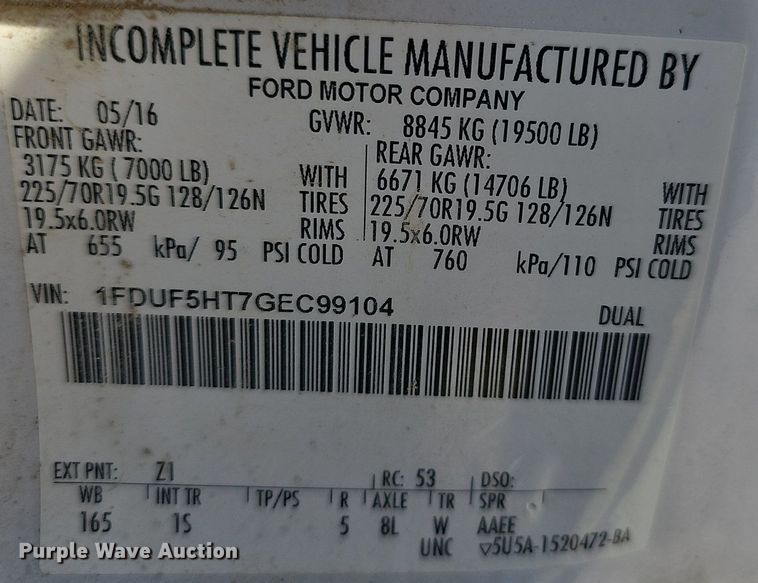 INCOMPLETE VEHICLE MANUFACTURED BY
FORD MOTOR COMPANY
DATE: 05/16 GVWR: 8845 KG (19500 LB)
FRONT GAWR: REAR GAWR:
3175 KG ( 7000 LB) WITH 6671 KG (14706 LB) WITH
225/70R19.5G 128/126N TIRES 225/70R19.5G 128/126N TIRES
19.5x6.0RW RIMS 19.5x6.0RW RIMS
AT 655 kPa/ 95 PSI COLD AT 760 kPa/110 PSI COLD
VIN: 1FDUF5HT7GEC99104 DUAL
EXT PNT: Z1 RC: 53 DSO:
WB INT TR TP/PS R AXLE TR SPR
165 1S 5 8L W AAEE
UNC ▽5U5A-1520472-BA
Purple Wave Auction